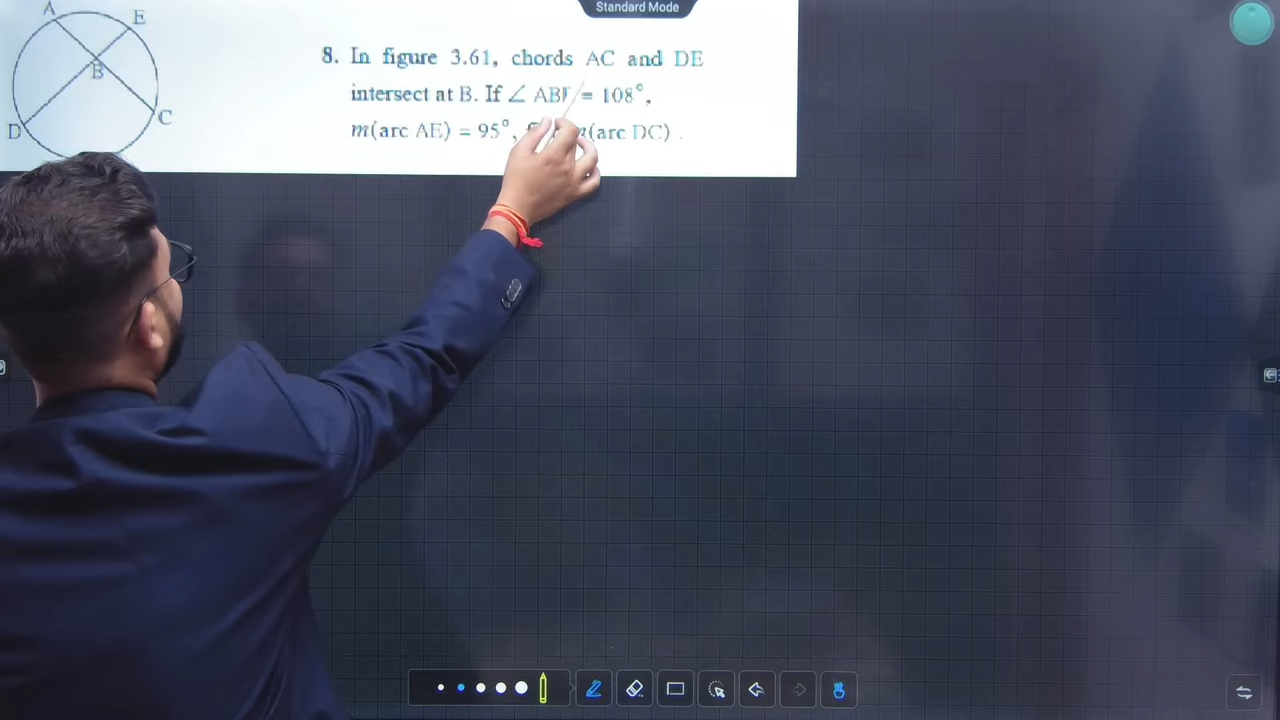 Standard Mode
A
E
B
D
C
8. In figure 3.61, chords AC and DE
intersect at B. If ∠ ABE = 108°,
m(arc AE) = 95°, (arc DC) .